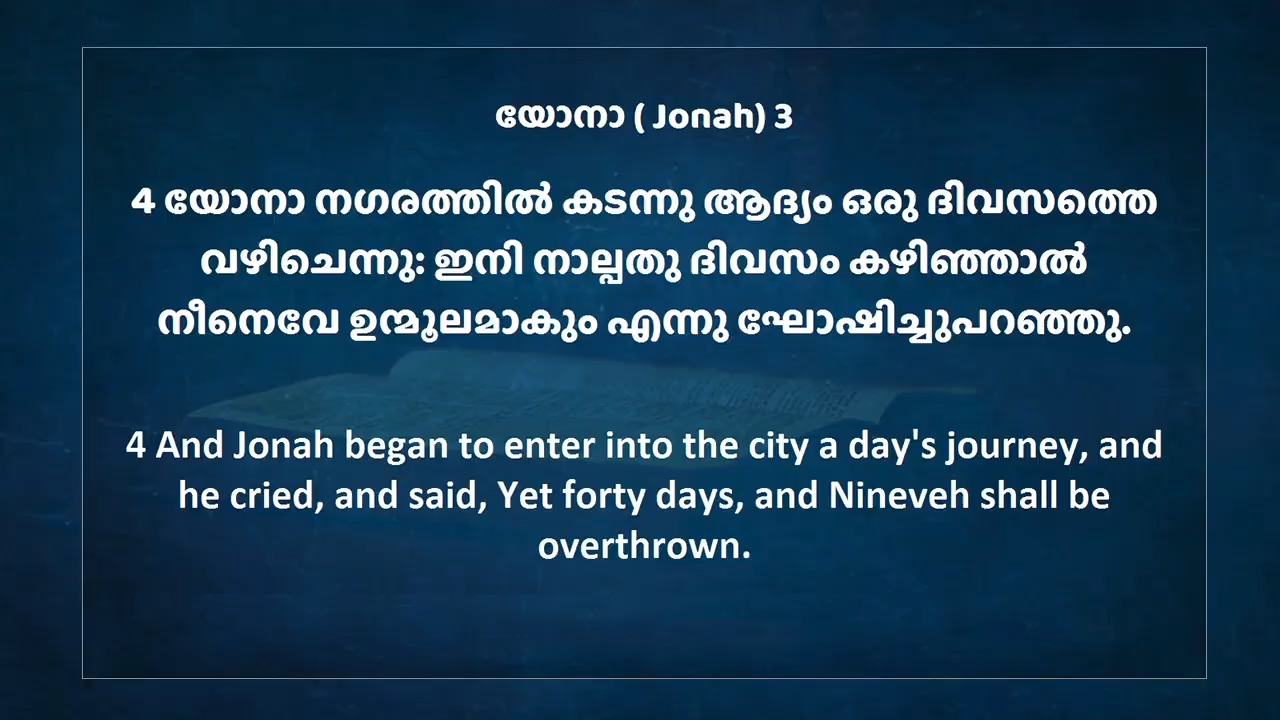 യോനാ ( Jonah) 3
4 യോനാ നഗരത്തിൽ കടന്നു ആദ്യം ഒരു ദിവസത്തെ
വഴിചെന്നു: ഇനി നാല്പതു ദിവസം കഴിഞ്ഞാൽ
നീനെവേ ഉന്മൂലമാകും എന്നു ഘോഷിച്ചുപറഞ്ഞു.
4 And Jonah began to enter into the city a day's journey, and
he cried, and said, Yet forty days, and Nineveh shall be
overthrown.